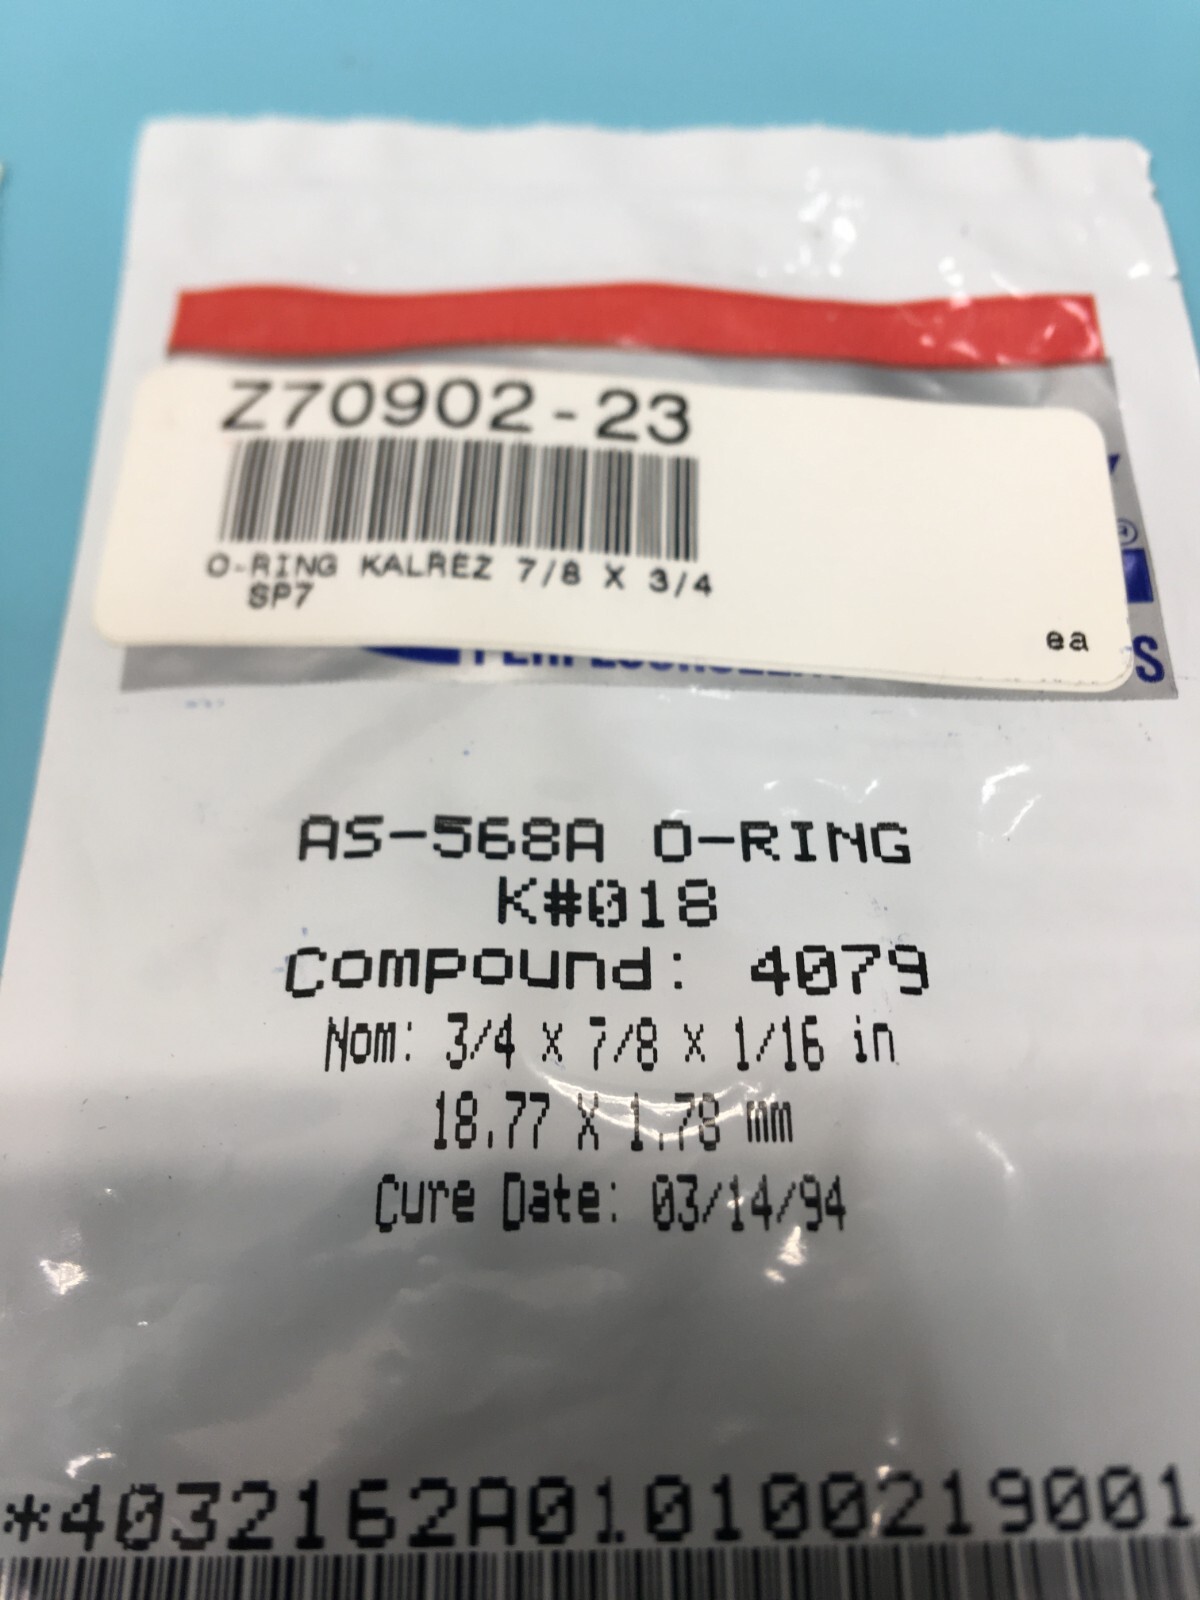 Z70902-23
O-RING KALREZ 7/8 X 3/4
SP7
ea
®
S
AS-568A O-RING
K#018
Compound: 4079
Nom: 3/4 x 7/8 x 1/16 in
18.77 X 1.78 mm
Cure Date: 03/14/94
*4032162A010100219001